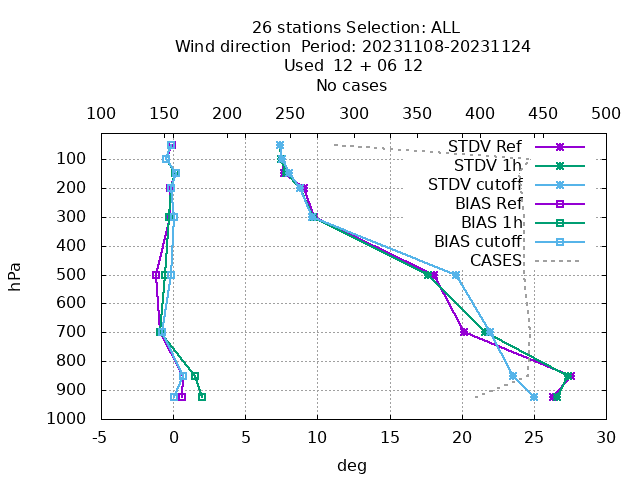 26 stations Selection: ALL
Wind direction  Period: 20231108-20231124
Used  12 + 06 12
No cases
100 150 200 250 300 350 400 450 500
STDV Ref
STDV 1h
STDV cutoff
BIAS Ref
BIAS 1h
BIAS cutoff
CASES
hPa
100
200
300
400
500
600
700
800
900
1000
-5 0 5 10 15 20 25 30
deg